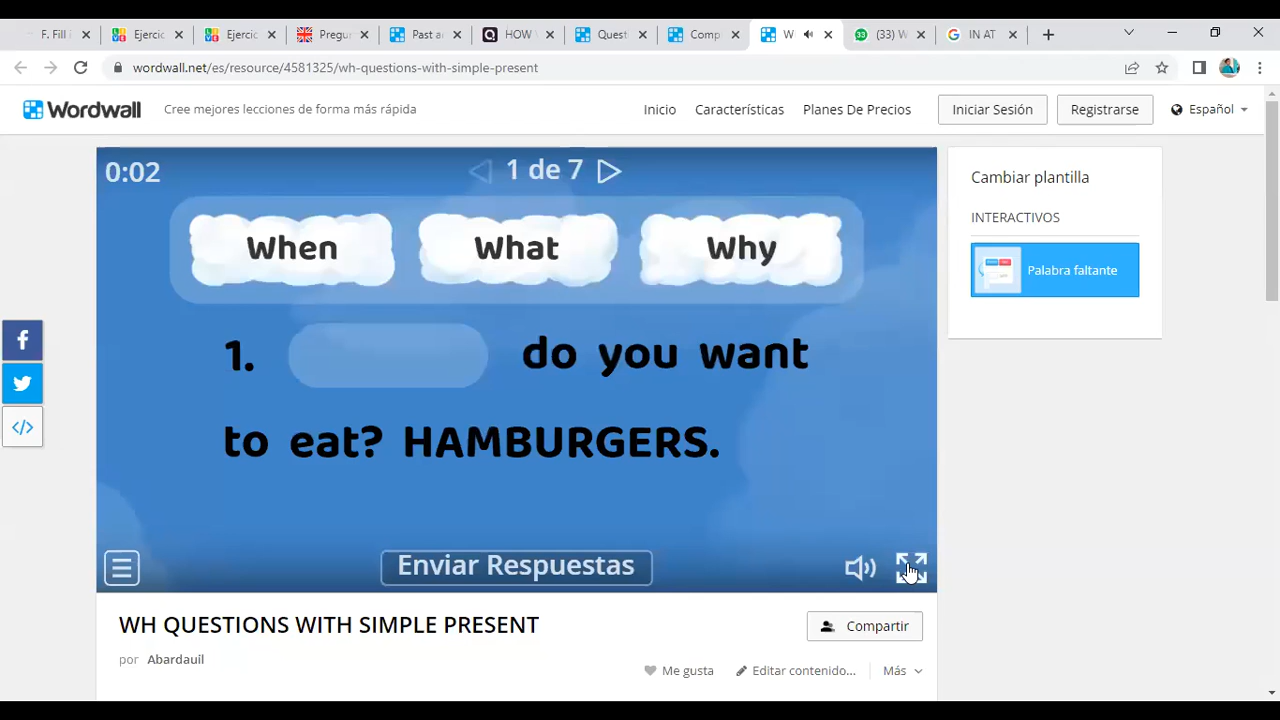 F. Fill T
Ejercic
Ejercic
Pregun
Past a
HOW V
Quest
Comp
W
(33) W
IN AT
wordwall.net/es/resource/4581325/wh-questions-with-simple-present
Wordwall
Cree mejores lecciones de forma más rápida
Inicio
Características
Planes De Precios
Iniciar Sesión
Registrarse
Español
0:02
1 de 7
When
What
Why
1. do you want
to eat? HAMBURGERS.
Enviar Respuestas
Cambiar plantilla
INTERACTIVOS
Palabra faltante
WH QUESTIONS WITH SIMPLE PRESENT
Compartir
por Abardauil
Me gusta
Editar contenido...
Más